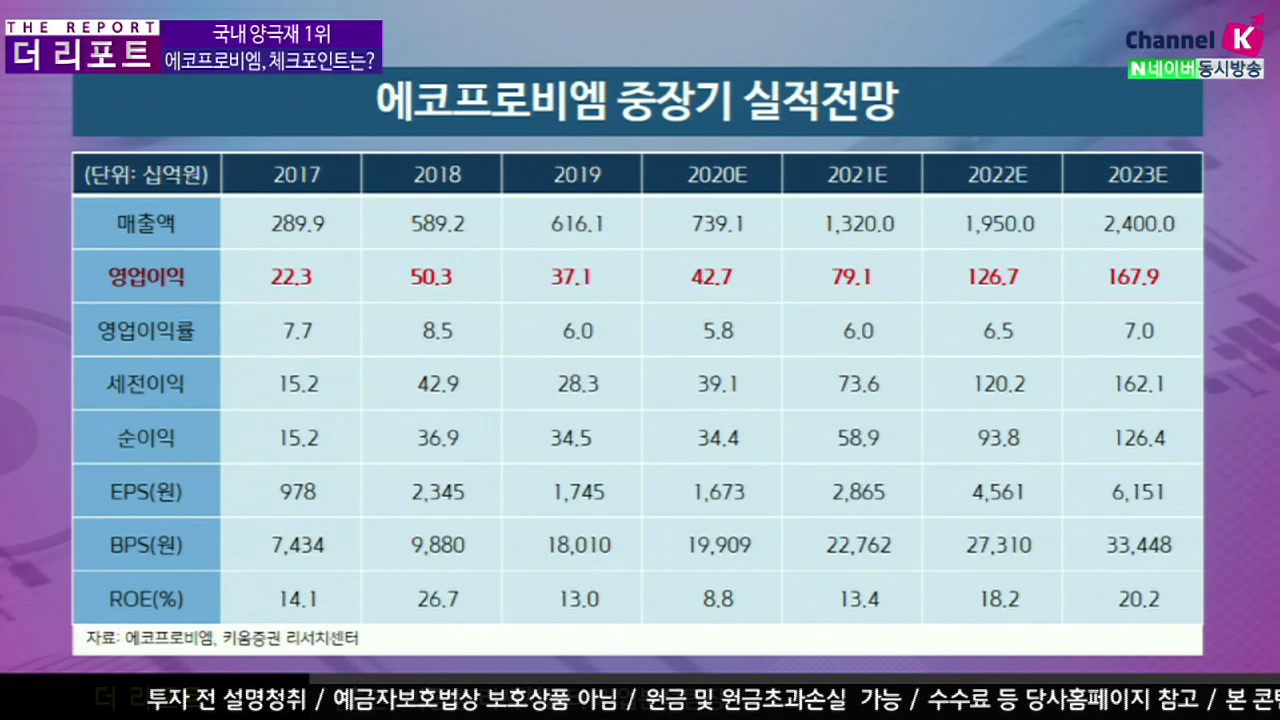 THE REPORT
더 리포트
국내 양극재 1위
에코프로비엠, 체크포인트는?
Channel K
N 네이버 동시방송
에코프로비엠 중장기 실적전망
(단위: 십억원) 2017 2018 2019 2020E 2021E 2022E 2023E
매출액 289.9 589.2 616.1 739.1 1,320.0 1,950.0 2,400.0
영업이익 22.3 50.3 37.1 42.7 79.1 126.7 167.9
영업이익률 7.7 8.5 6.0 5.8 6.0 6.5 7.0
세전이익 15.2 42.9 28.3 39.1 73.6 120.2 162.1
순이익 15.2 36.9 34.5 34.4 58.9 93.8 126.4
EPS(원) 978 2,345 1,745 1,673 2,865 4,561 6,151
BPS(원) 7,434 9,880 18,010 19,909 22,762 27,310 33,448
ROE(%) 14.1 26.7 13.0 8.8 13.4 18.2 20.2
자료: 에코프로비엠, 키움증권 리서치센터
투자 전 설명청취 / 예금자보호법상 보호상품 아님 / 원금 및 원금초과손실 가능 / 수수료 등 당사홈페이지 참고 / 본 콘텐